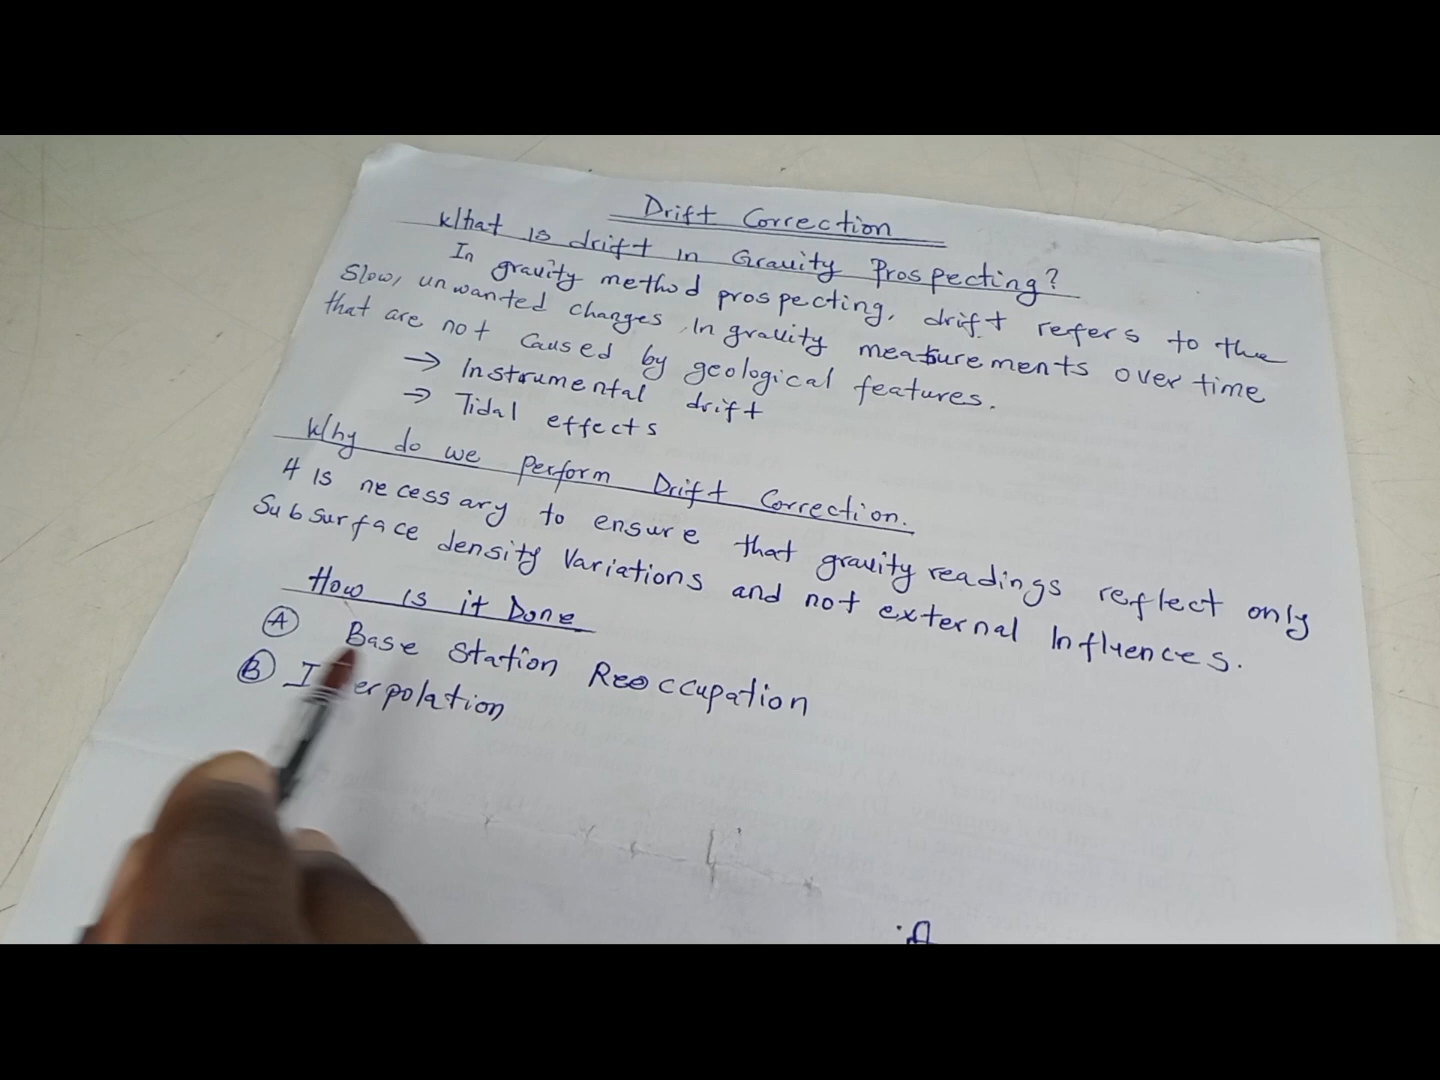 Drift Correction
What is drift in Gravity Prospecting?
In gravity method prospecting, drift refers to the
Slow, unwanted changes in gravity measurements over time
that are not caused by geological features.
→ Instrumental drift
→ Tidal effects
Why do we perform Drift Correction.
It is necessary to ensure that gravity readings reflect only
Subsurface density variations and not external Influences.
How is it Done
A Base Station Reoccupation
B Interpolation